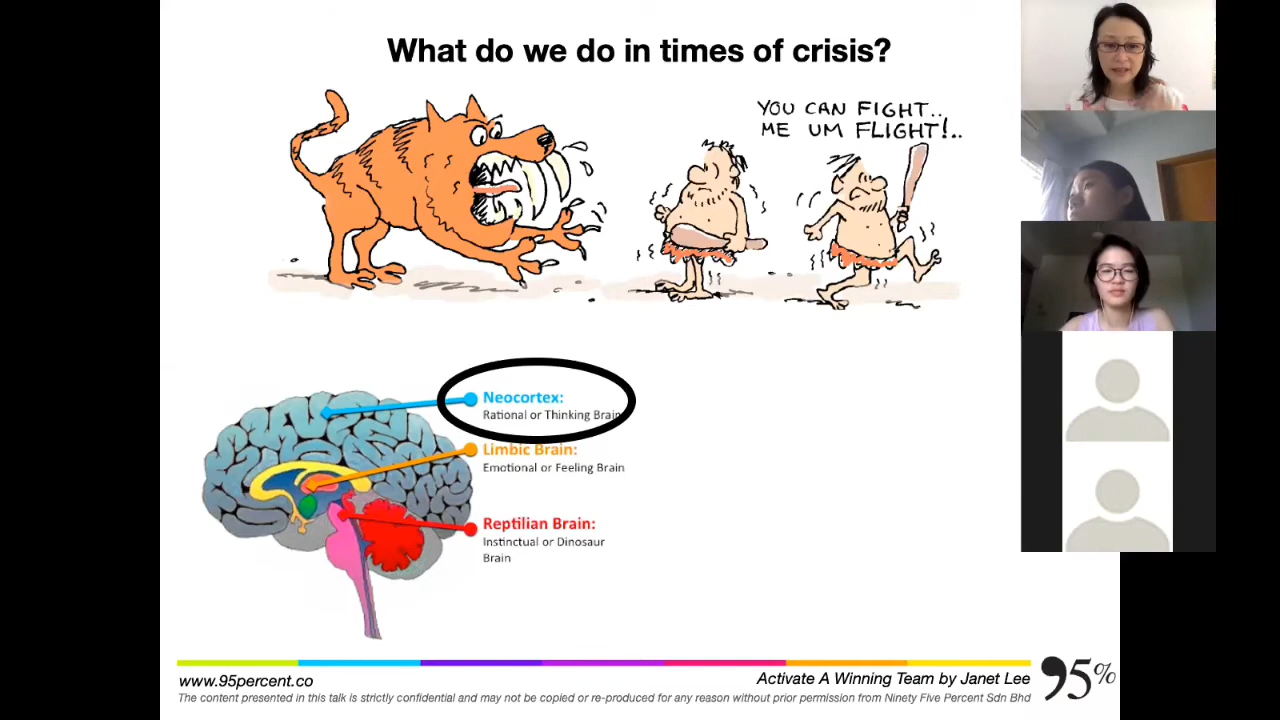 What do we do in times of crisis?
YOU CAN FIGHT..
ME UM FLIGHT!..
Neocortex:
Rational or Thinking Brain
Limbic Brain:
Emotional or Feeling Brain
Reptilian Brain:
Instinctual or Dinosaur
Brain
www.95percent.co
Activate A Winning Team by Janet Lee
The content presented in this talk is strictly confidential and may not be copied or re-produced for any reason without prior permission from Ninety Five Percent Sdn Bhd
95%